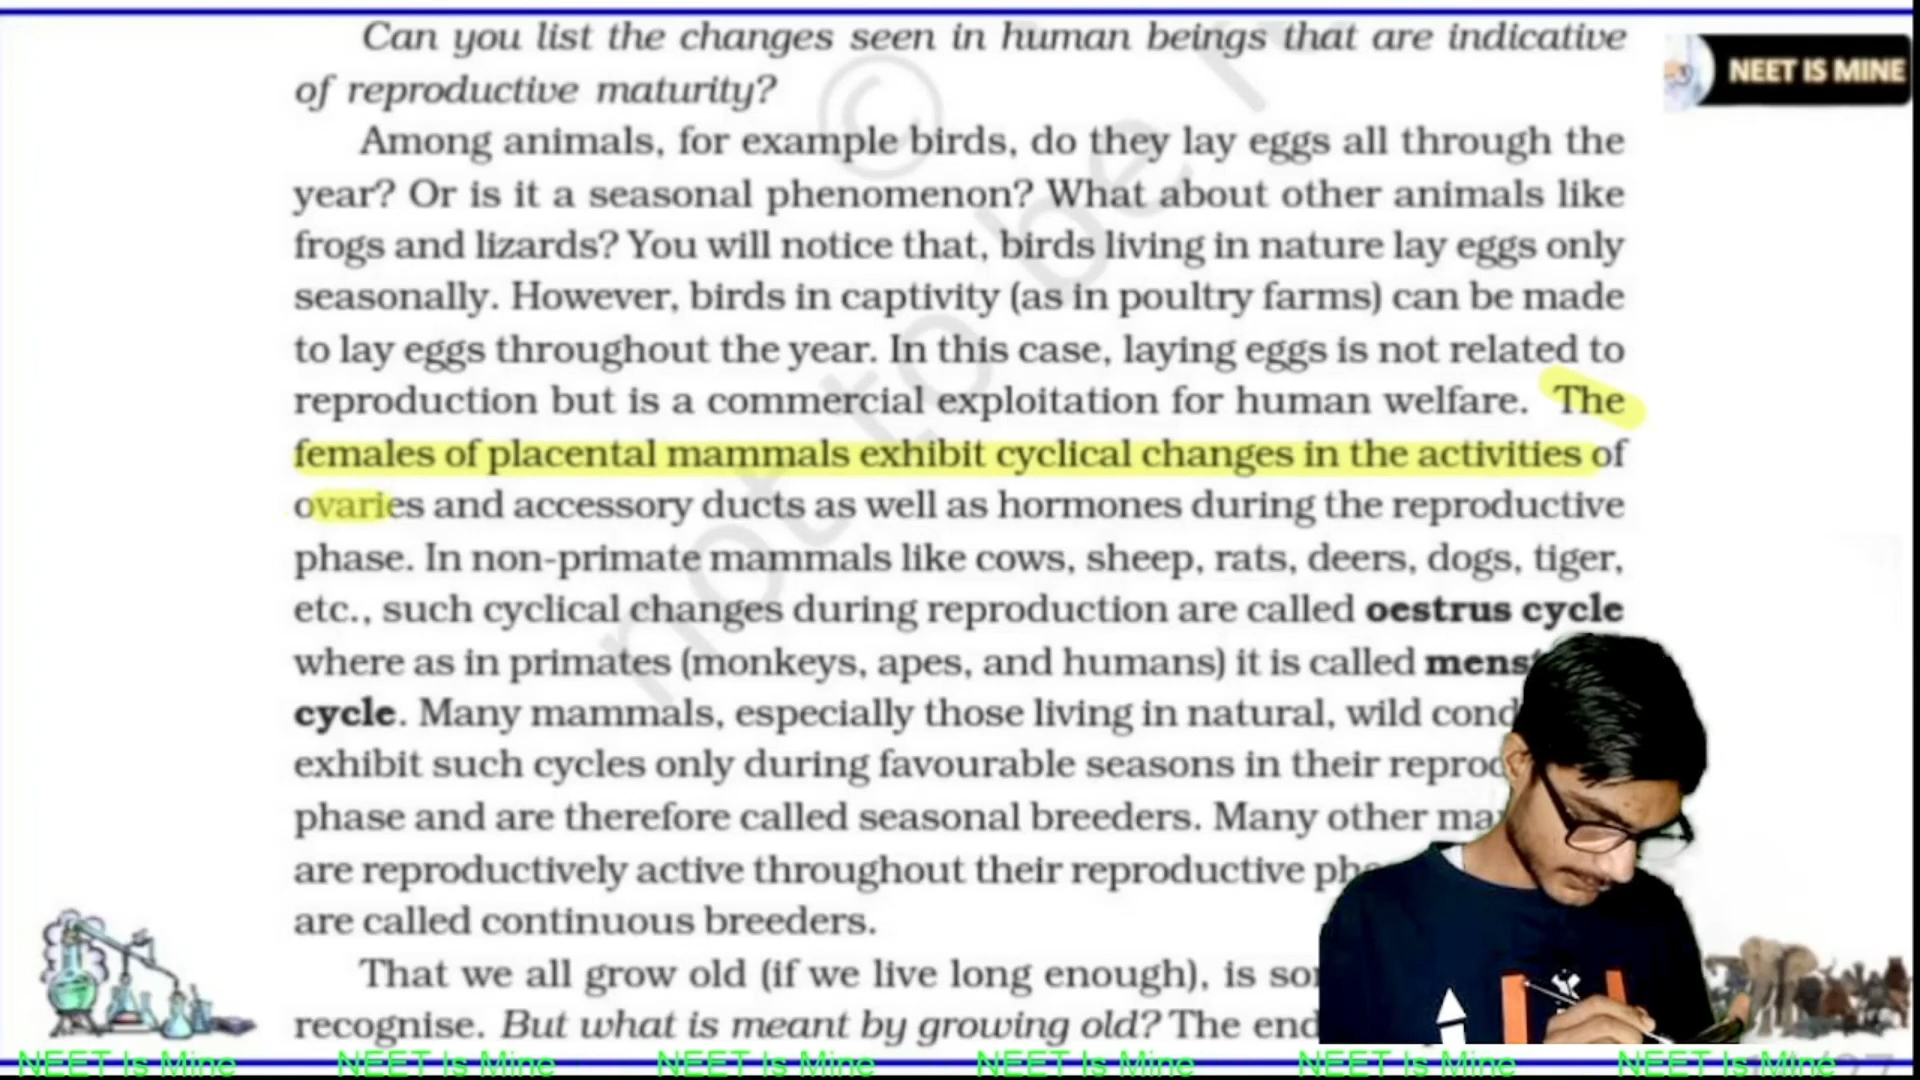 Can you list the changes seen in human beings that are indicative
of reproductive maturity?
NEET IS MINE
Among animals, for example birds, do they lay eggs all through the
year? Or is it a seasonal phenomenon? What about other animals like
frogs and lizards? You will notice that, birds living in nature lay eggs only
seasonally. However, birds in captivity (as in poultry farms) can be made
to lay eggs throughout the year. In this case, laying eggs is not related to
reproduction but is a commercial exploitation for human welfare. The
females of placental mammals exhibit cyclical changes in the activities of
ovaries and accessory ducts as well as hormones during the reproductive
phase. In non-primate mammals like cows, sheep, rats, deers, dogs, tiger,
etc., such cyclical changes during reproduction are called oestrus cycle
where as in primates (monkeys, apes, and humans) it is called
cycle. Many mammals, especially those living in natural, wild
exhibit such cycles only during favourable seasons in their
phase and are therefore called seasonal breeders. Many other
are reproductively active throughout their reproductive
are called continuous breeders.
That we all grow old (if we live long enough), is
recognise. But what is meant by growing old? The
© not to be
NEET Is Mine NEET Is Mine NEET Is Mine NEET Is Mine NEET Is Mine NEET Is Mine